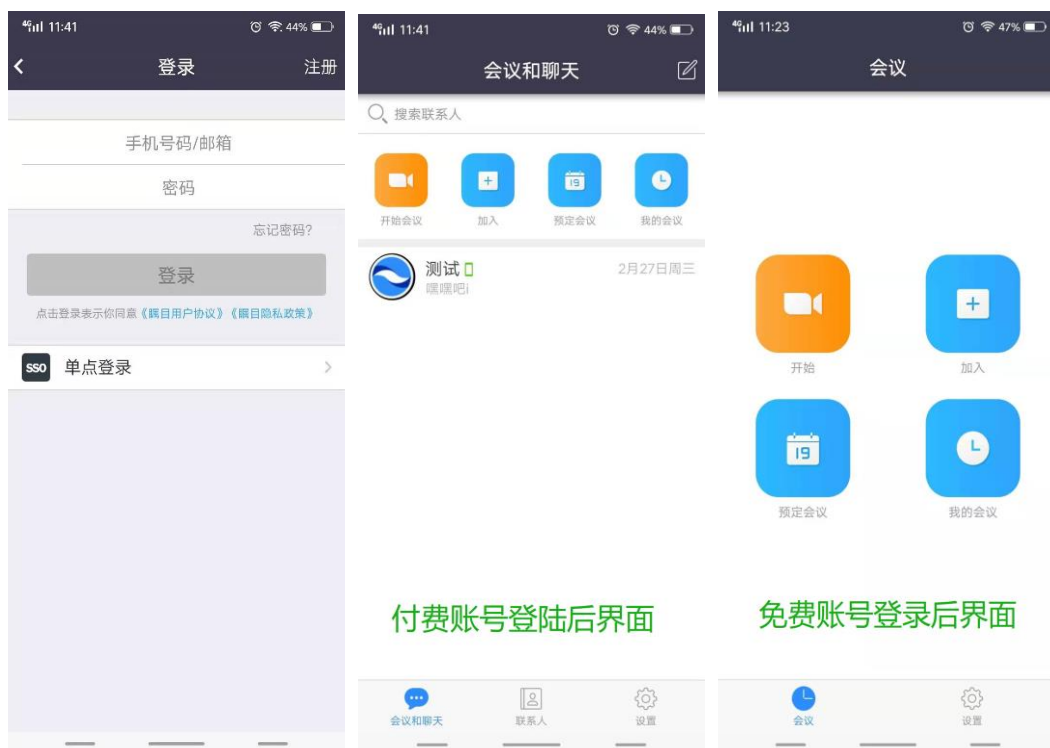 4G 11:41 44%
登录 注册
手机号码/邮箱
密码
忘记密码?
登录
点击登录表示你同意《瞩目用户协议》《瞩目隐私政策》
SSO 单点登录
4G 11:41 44%
会议和聊天
搜索联系人
19
开始会议 加入 预定会议 我的会议
测试 2月27日周三
嘿嘿吧i
付费账号登陆后界面
会议和聊天 联系人 设置
4G 11:23 47%
会议
开始 加入
19
预定会议 我的会议
免费账号登录后界面
会议 设置